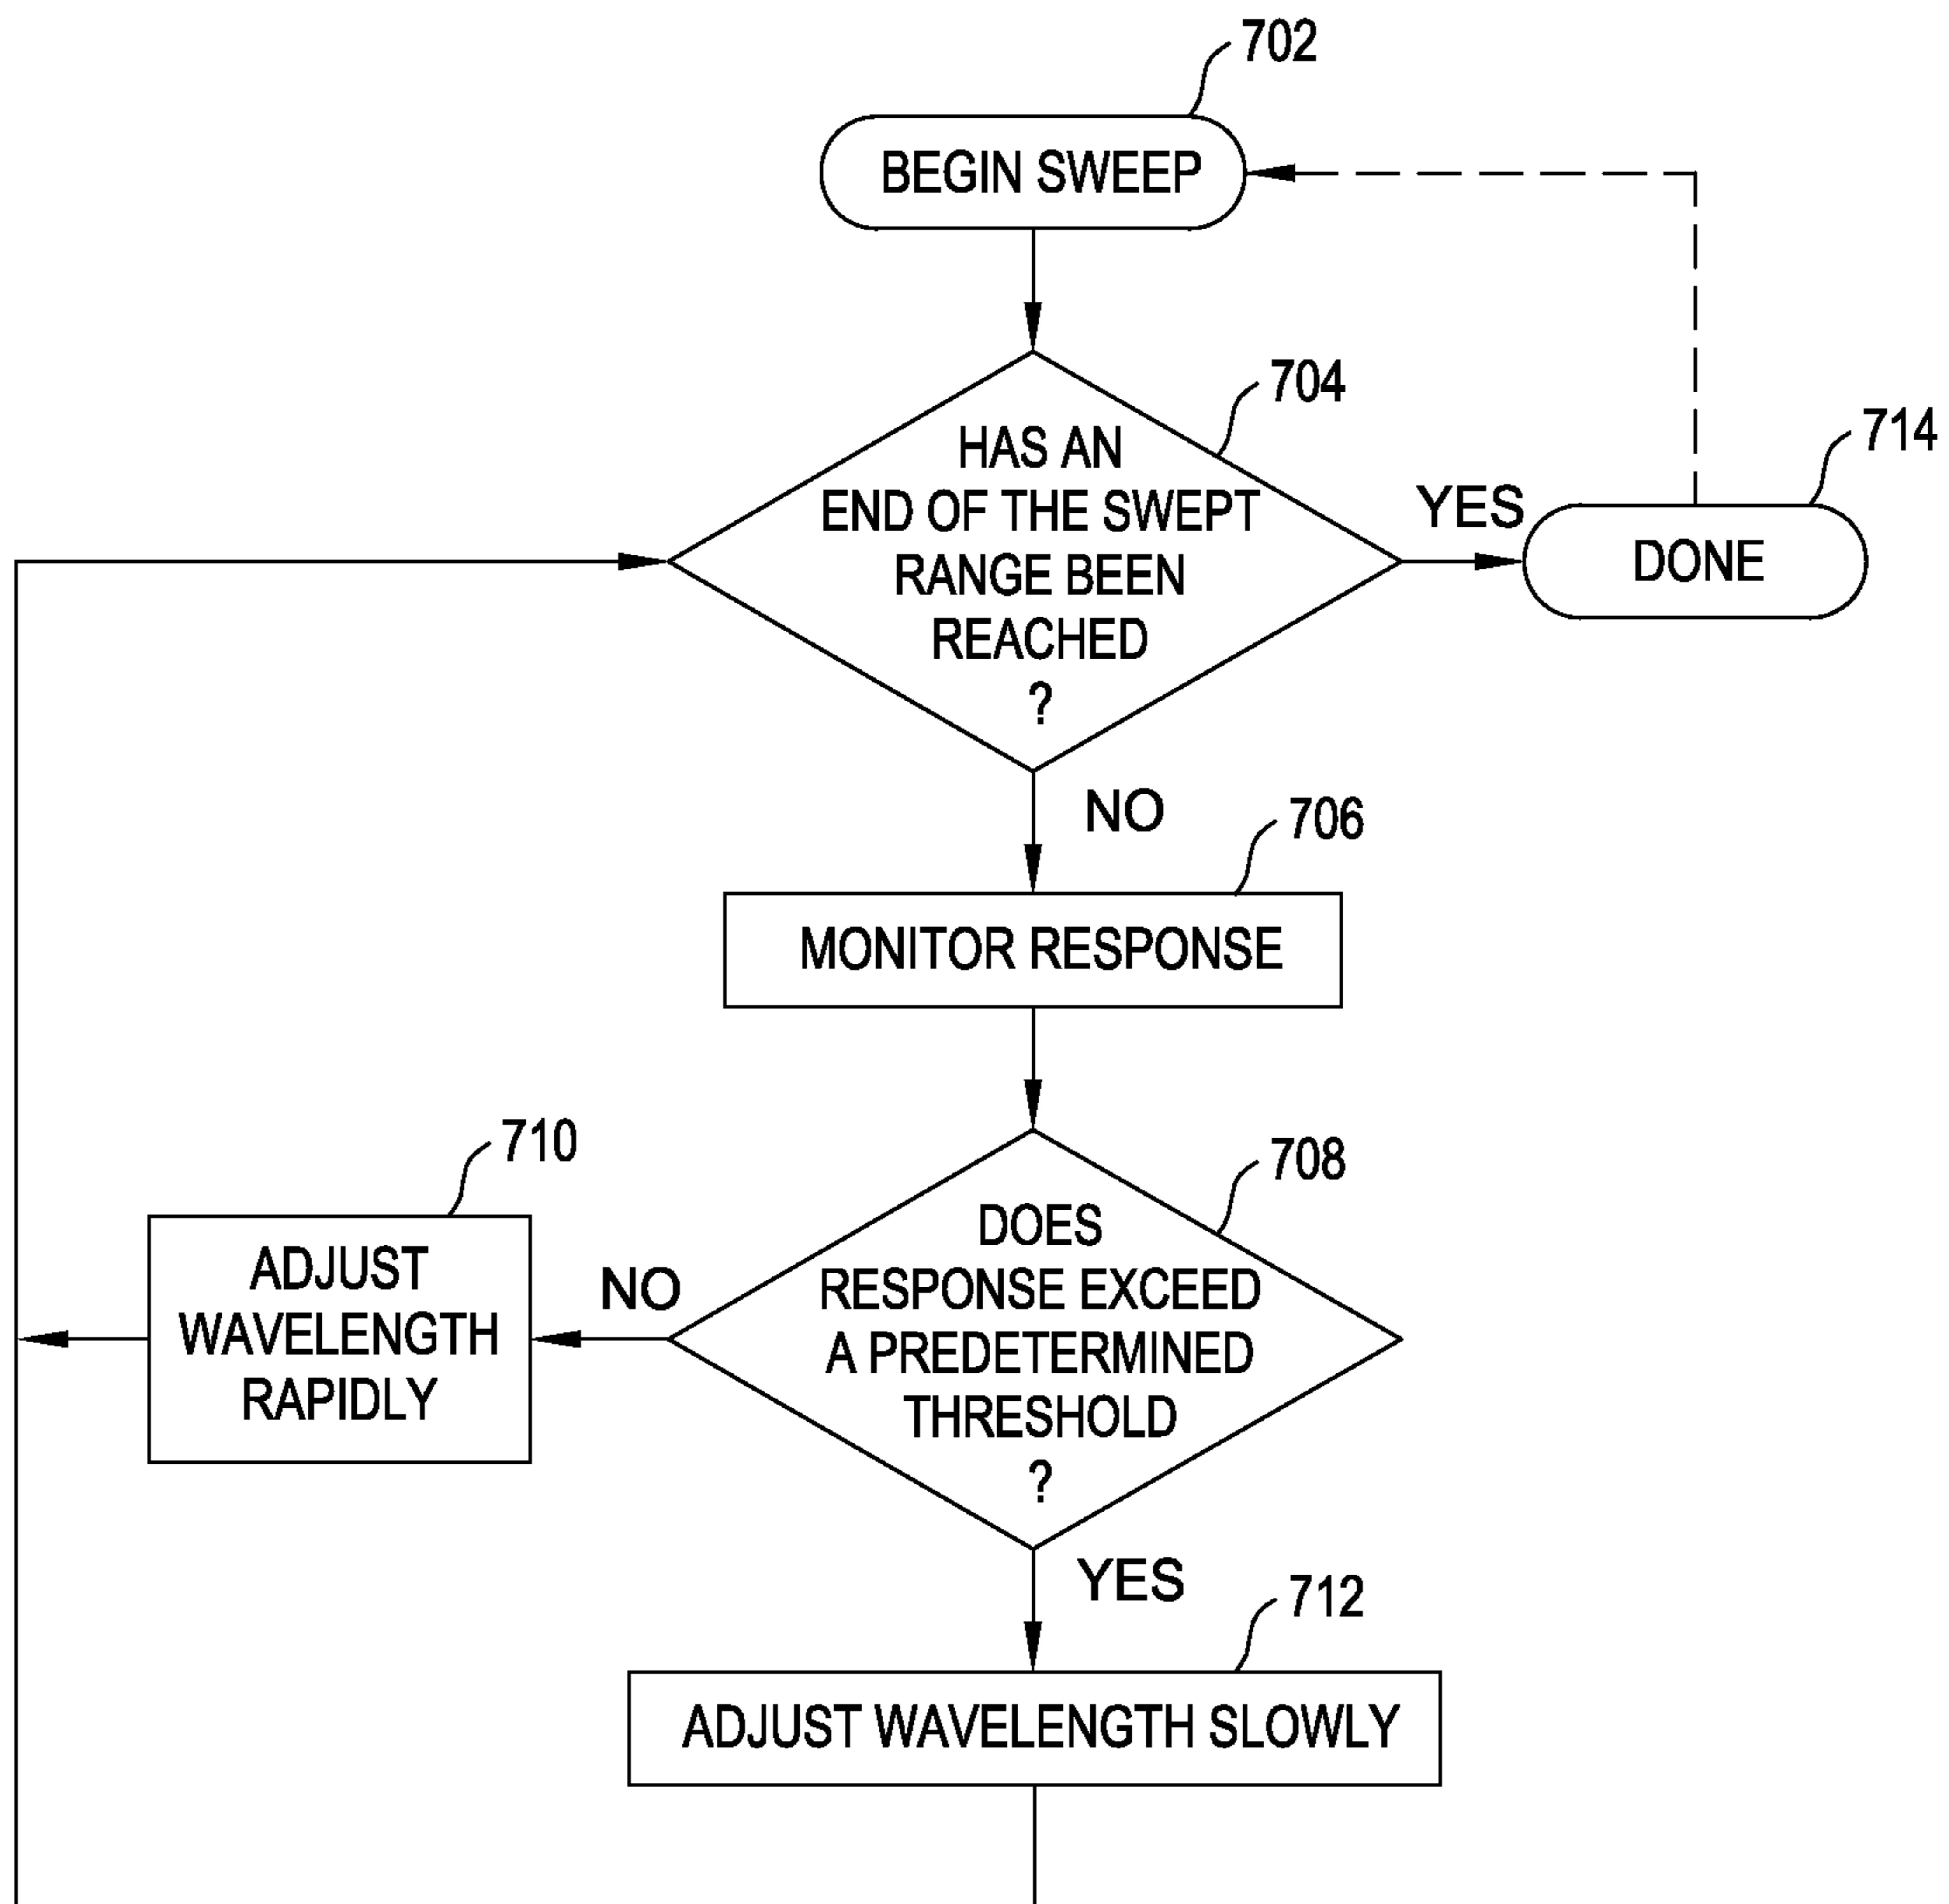 702
BEGIN SWEEP
704
HAS AN
END OF THE SWEPT
RANGE BEEN
REACHED
?
YES
714
DONE
NO
706
MONITOR RESPONSE
708
DOES
RESPONSE EXCEED
A PREDETERMINED
THRESHOLD
?
NO
710
ADJUST
WAVELENGTH
RAPIDLY
YES
712
ADJUST WAVELENGTH SLOWLY